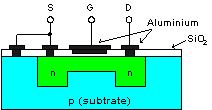 S G D
Aluminium
SiO2
n n
p (subtrate)